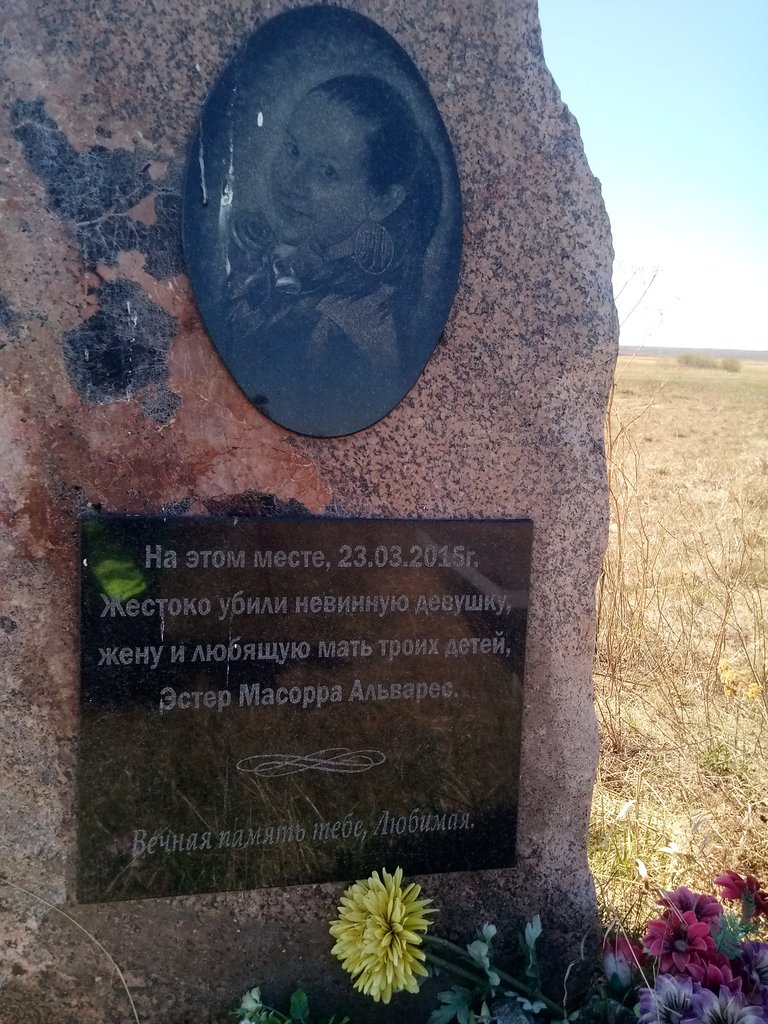 На этом месте, 23.03.2015г.
Жестоко убили невинную девушку,
жену и любящую мать троих детей,
Эстер Масорра Альварес.
Вечная память тебе, Любимая.